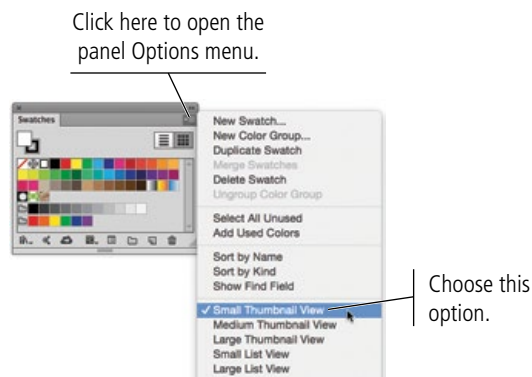 Click here to open the
panel Options menu.
Swatches
New Swatch...
New Color Group...
Duplicate Swatch
Merge Swatches
Delete Swatch
Ungroup Color Group
Select All Unused
Add Used Colors
Sort by Name
Sort by Kind
Show Find Field
✓ Small Thumbnail View
Medium Thumbnail View
Large Thumbnail View
Small List View
Large List View
Choose this
option.